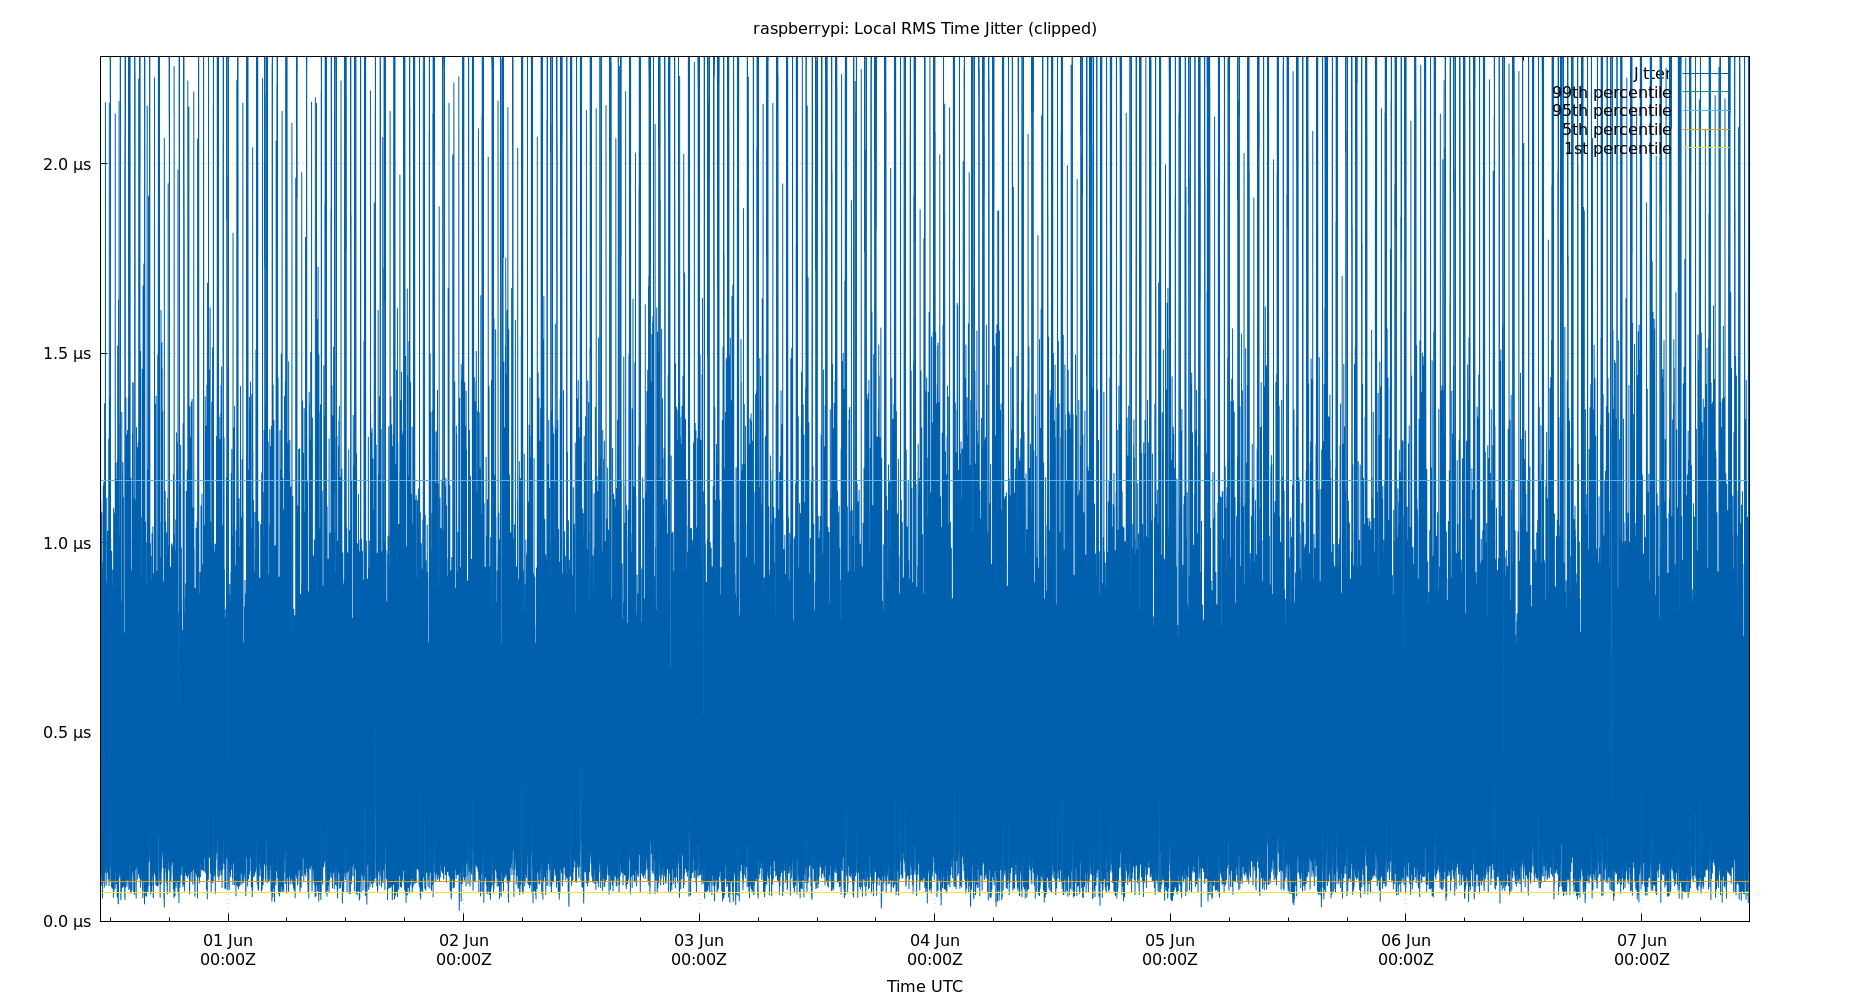 raspberrypi: Local RMS Time Jitter (clipped)
Jitter
99th percentile
95th percentile
5th percentile
1st percentile
2.0 µs
1.5 µs
1.0 µs
0.5 µs
0.0 µs
01 Jun 02 Jun 03 Jun 04 Jun 05 Jun 06 Jun 07 Jun
00:00Z 00:00Z 00:00Z 00:00Z 00:00Z 00:00Z 00:00Z
Time UTC